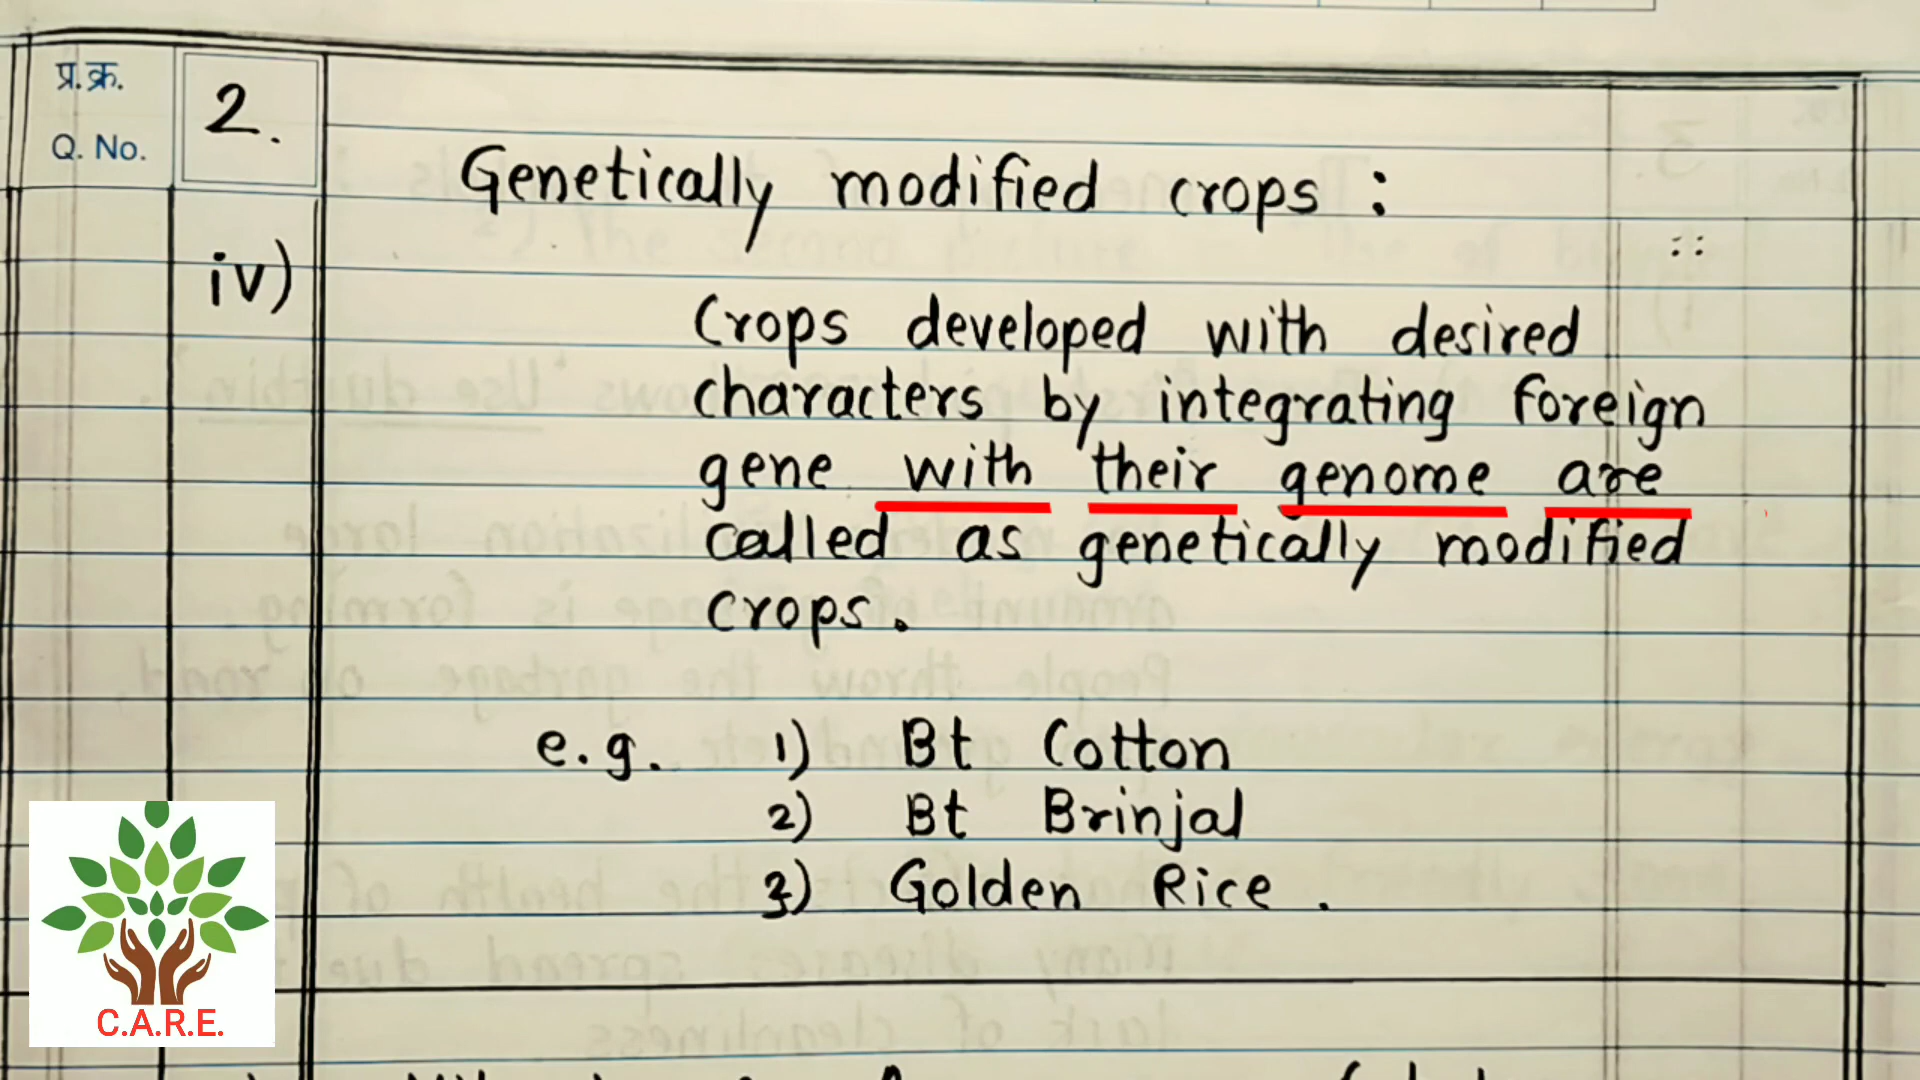 प्र.क्र.
Q. No.
2.
Genetically modified crops :
iv)
Crops developed with desired
characters by integrating foreign
gene with their genome are
called as genetically modified
crops.
e.g. 1) Bt Cotton
2) Bt Brinjal
3) Golden Rice .
C.A.R.E.